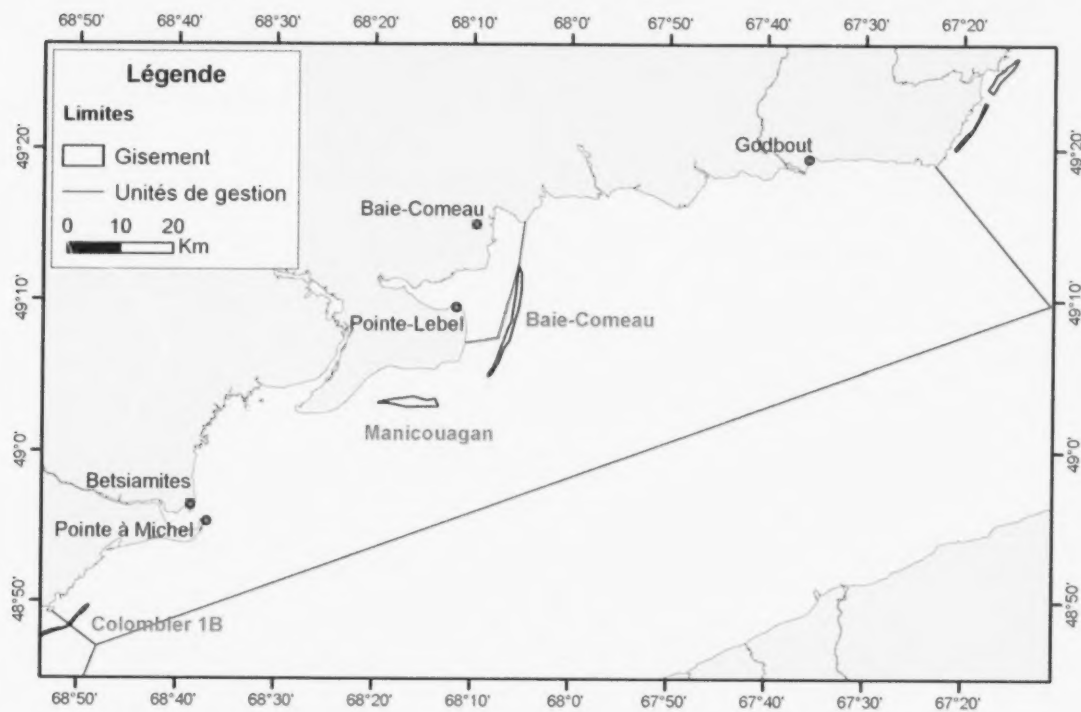 68°50' 68°40' 68°30' 68°20' 68°10' 68°0' 67°50' 67°40' 67°30' 67°20'
Légende
Limites
Gisement
Unités de gestion
0 10 20
Km
49°20'
49°20'
Godbout
Baie-Comeau
49°10'
49°10'
Pointe-Lebel
Baie-Comeau
Manicouagan
49°0'
49°0'
Betsiamites
Pointe à Michel
48°50'
48°50'
Colombier 1B
68°50' 68°40' 68°30' 68°20' 68°10' 68°0' 67°50' 67°40' 67°30' 67°20'